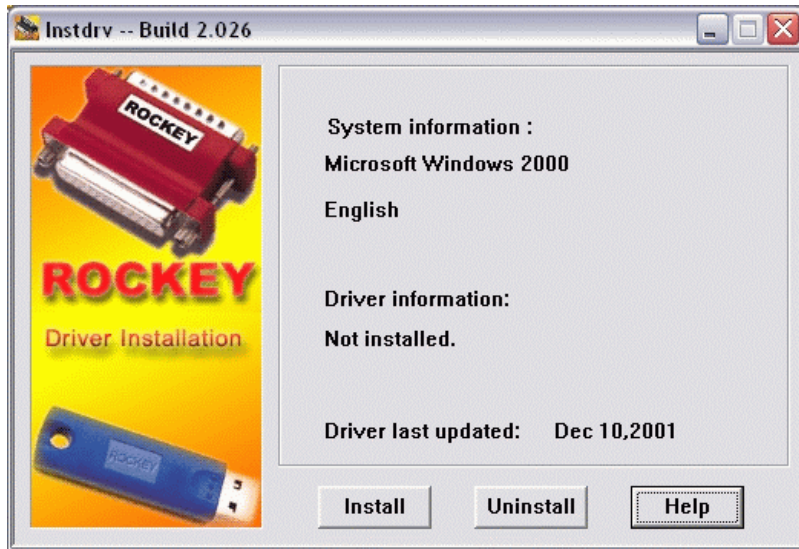 Instdrv -- Build 2.026
ROCKEY
ROCKEY
Driver Installation
ROCKEY
System information :
Microsoft Windows 2000
English
Driver information:
Not installed.
Driver last updated: Dec 10,2001
Install
Uninstall
Help